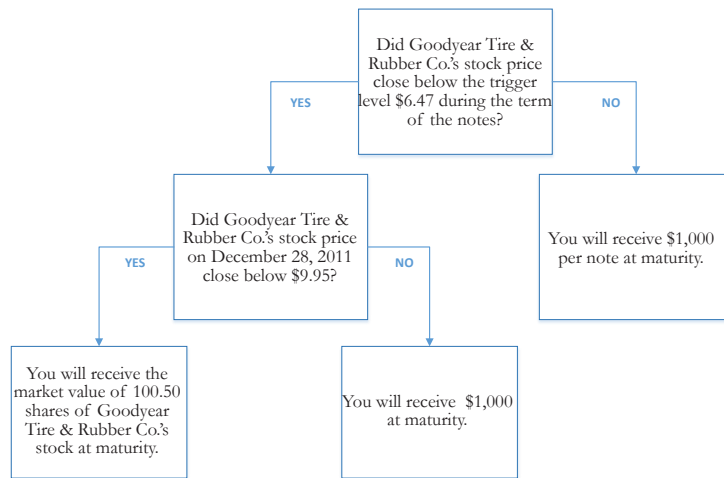 Did Goodyear Tire &
Rubber Co.'s stock price
close below the trigger
level $6.47 during the term
of the notes?
YES
NO
Did Goodyear Tire &
Rubber Co.'s stock price
on December 28, 2011
close below $9.95?
You will receive $1,000
per note at maturity.
YES
NO
You will receive the
market value of 100.50
shares of Goodyear
Tire & Rubber Co.'s
stock at maturity.
You will receive $1,000
at maturity.